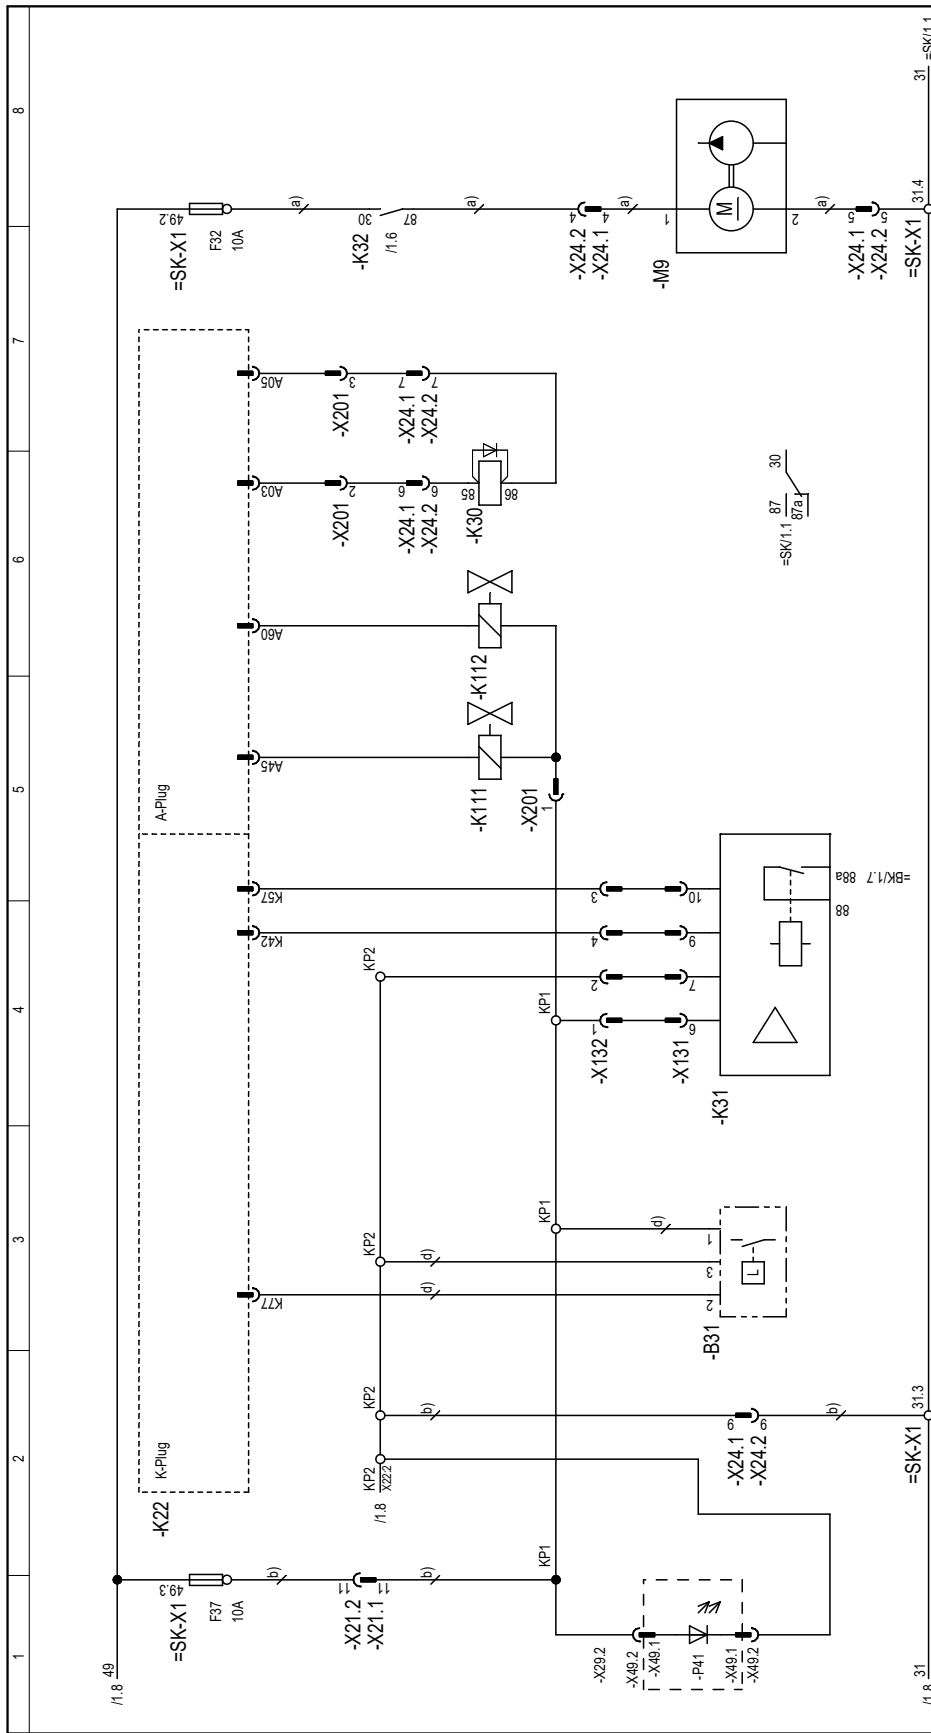 1
2
3
4
5
6
7
8
/1.8
49
=SK-X1
49.3
F37
10A
b)
-X21.2
-X21.1
11
11
b)
KP1
-X29.2
-X49.2
-X49.1
-P41
-X49.1
-X49.2
/1.8
31
-K22
K-Plug
A-Plug
/1.8
KP2
X22:2
KP2
b)
-X24.1
-X24.2
9
9
b)
=SK-X1
31.3
K77
d)
KP2
d)
KP1
d)
-B31
2
3
1
L
K42
K57
KP2
KP1
-X132
1
2
4
3
-X131
6
7
9
10
-K31
88
88a
=BK/1.7
A45
-K111
-X201
1
A60
-K112
A03
-X201
2
-X24.1
-X24.2
6
6
-K30
85
86
A05
-X201
3
-X24.1
-X24.2
7
7
=SK/1.1
87
87a
30
=SK-X1
49.2
F32
10A
a)
-K32
/1.6
30
87
a)
-X24.2
-X24.1
4
4
a)
-M9
1
M
2
a)
-X24.1
-X24.2
5
5
=SK-X1
31.4
31
=SK/1.1